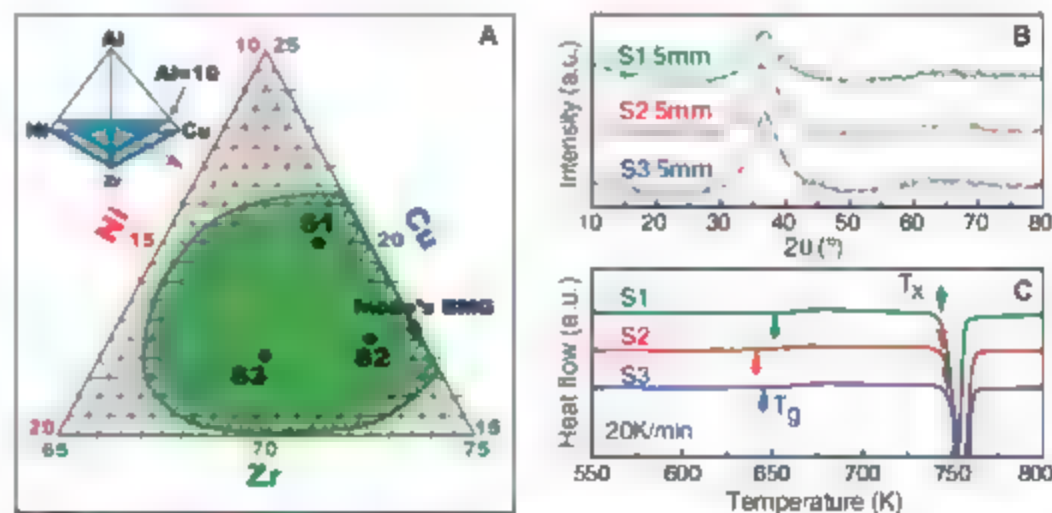 A
Al
Al=10
Ni
Cu
Zr
10 25
Ni
15
Cu
20
S1
Inoue's BMG
S2
S3
20
15
65
70
75
Zr
B
Intensity (a.u.)
S1 5mm
S2 5mm
S3 5mm
10 20 30 40 50 60 70 80
2θ (°)
C
Heat flow (a.u.)
S1
Tx
S2
S3
Tg
20K/min
550 600 650 700 750 800
Temperature (K)